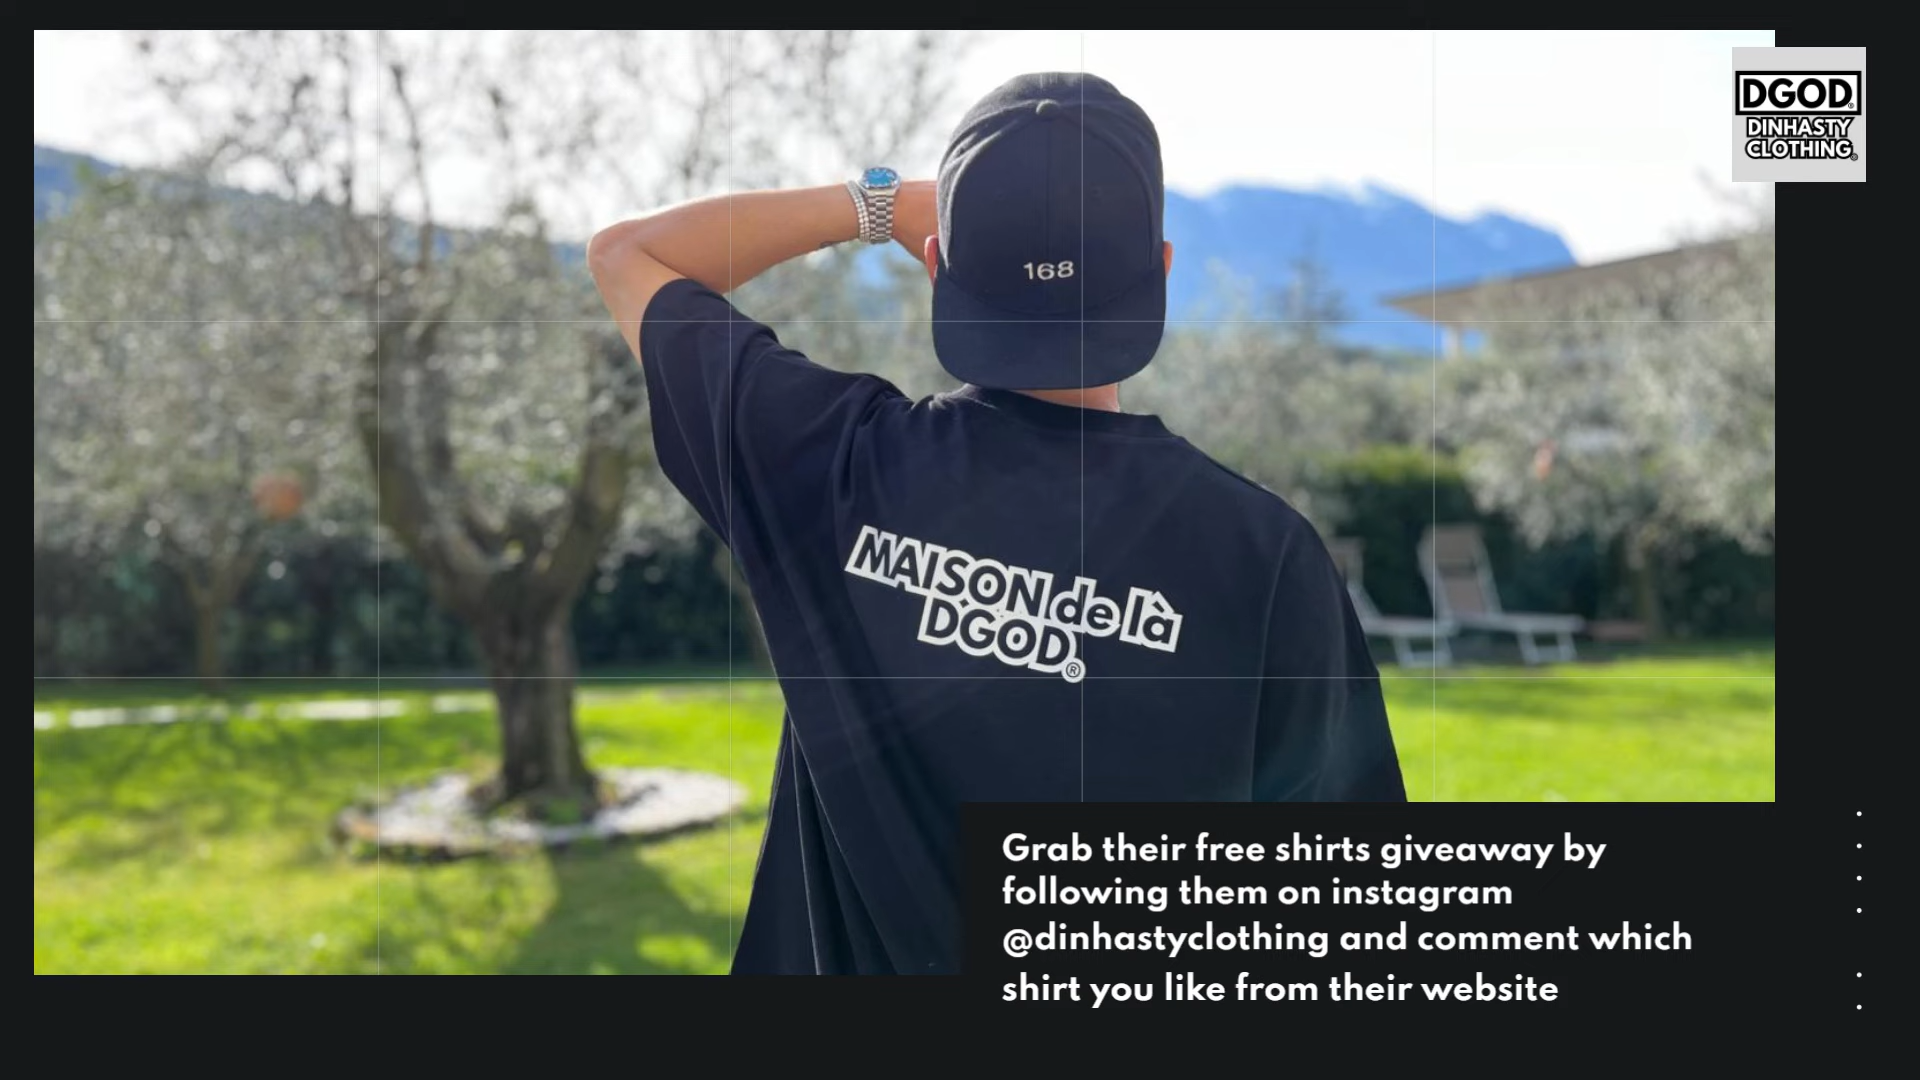 DGOD®
DINHASTY
CLOTHING®
168
MAISON de là
DGOD®
Grab their free shirts giveaway by
following them on instagram
@dinhastyclothing and comment which
shirt you like from their website